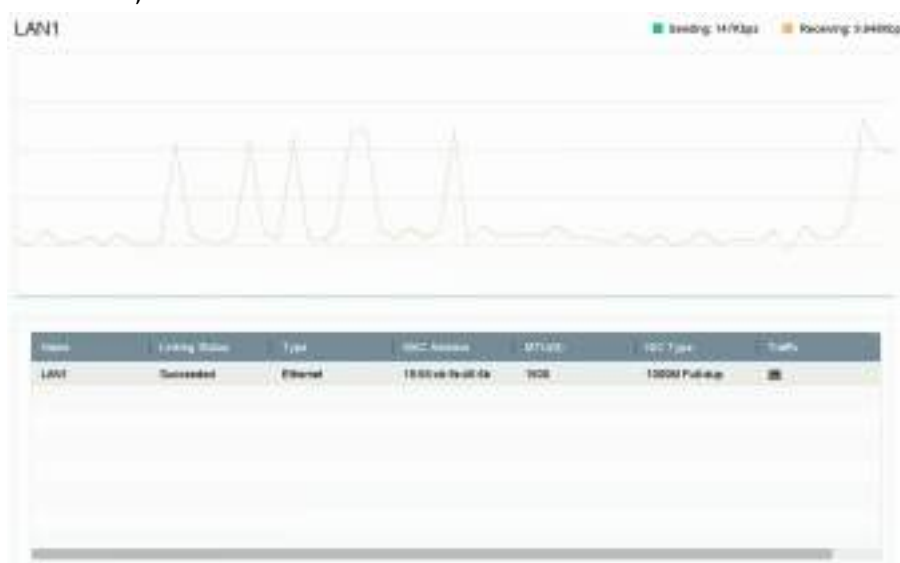 LAN1
Sending: 147Kbps
Name Linking Status Type MAC Address MTU(B) NIC Type Traffic
LAN1 Succeeded Ethernet 1500 1000M Full-dup